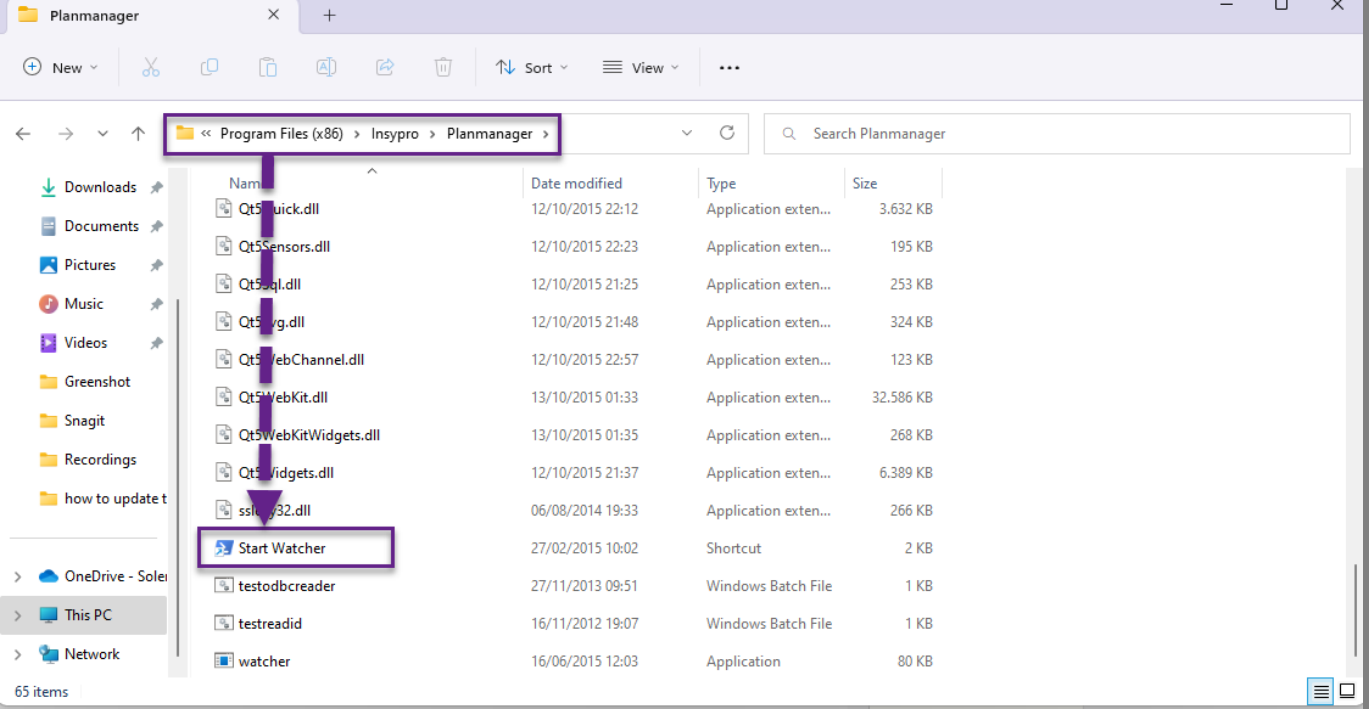 Planmanager
New
Sort
View
Program Files (x86) > Insypro > Planmanager >
Search Planmanager
Downloads
Documents
Pictures
Music
Videos
Greenshot
Snagit
Recordings
how to update t
OneDrive - Soler
This PC
Network
Date modified Type Size
12/10/2015 22:12 Application exten... 3.632 KB
Qt5Sensors.dll 12/10/2015 22:23 Application exten... 195 KB
Qt5Sql.dll 12/10/2015 21:25 Application exten... 253 KB
12/10/2015 21:48 Application exten... 324 KB
Qt5WebChannel.dll 12/10/2015 22:57 Application exten... 123 KB
Qt5WebKit.dll 13/10/2015 01:33 Application exten... 32.586 KB
Qt5WebKitWidgets.dll 13/10/2015 01:35 Application exten... 268 KB
Qt5Widgets.dll 12/10/2015 21:37 Application exten... 6.389 KB
06/08/2014 19:33 Application exten... 266 KB
Start Watcher 27/02/2015 10:02 Shortcut 2 KB
testodbcreader 27/11/2013 09:51 Windows Batch File 1 KB
testreadid 16/11/2012 19:07 Windows Batch File 1 KB
watcher 16/06/2015 12:03 Application 80 KB
65 items